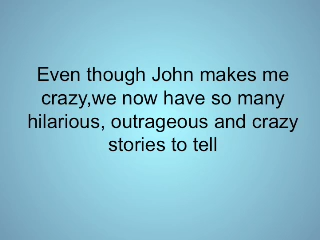 Even though John makes me
crazy,we now have so many
hilarious, outrageous and crazy
stories to tell